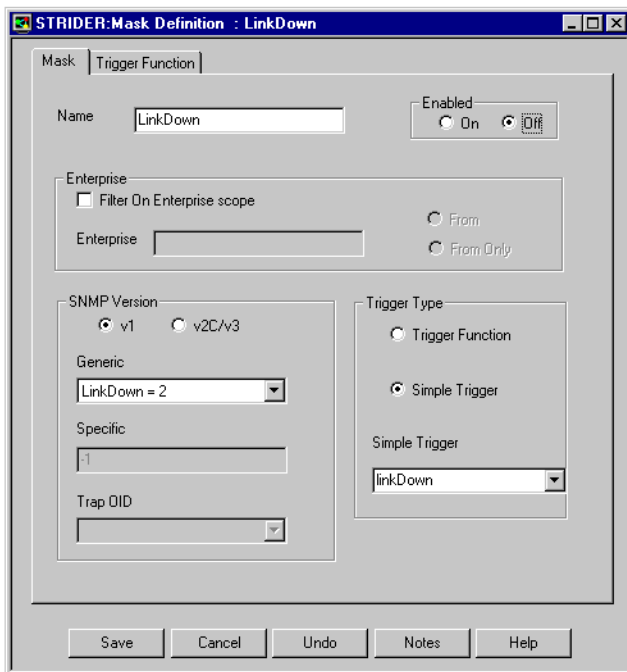 STRIDER:Mask Definition : LinkDown
Mask
Trigger Function
Name
LinkDown
Enabled
On
Off
Enterprise
Filter On Enterprise scope
Enterprise
From
From Only
SNMP Version
v1
v2C/v3
Generic
LinkDown = 2
Specific
-1
Trap OID
Trigger Type
Trigger Function
Simple Trigger
Simple Trigger
linkDown
Save
Cancel
Undo
Notes
Help